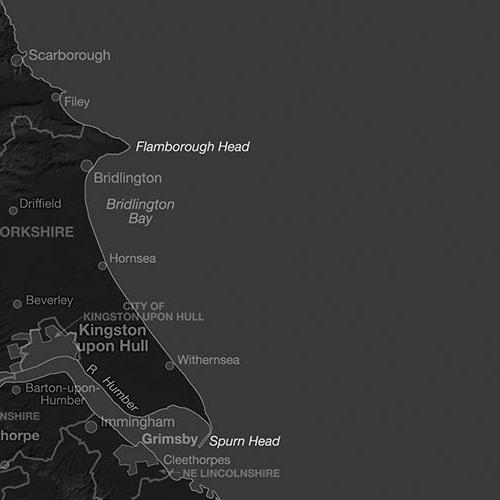 Scarborough
Filey
Flamborough Head
Bridlington
Driffield
Bridlington
Bay
ORKSHIRE
Hornsea
Beverley
CITY OF
KINGSTON UPON HULL
Kingston
upon Hull
Withernsea
R. Humber
Barton-upon-
Humber
NSHIRE
Immingham
thorpe
Grimsby
Spurn Head
Cleethorpes
NE LINCOLNSHIRE